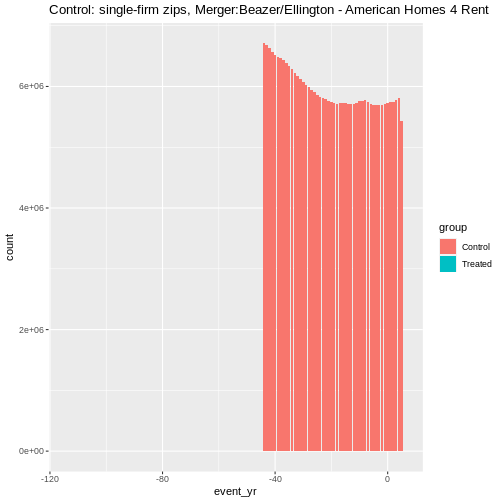 Control: single-firm zips, Merger:Beazer/Ellington - American Homes 4 Rent
6e+06
4e+06
2e+06
0e+00
count
-120
-80
-40
0
event_yr
group
Control
Treated